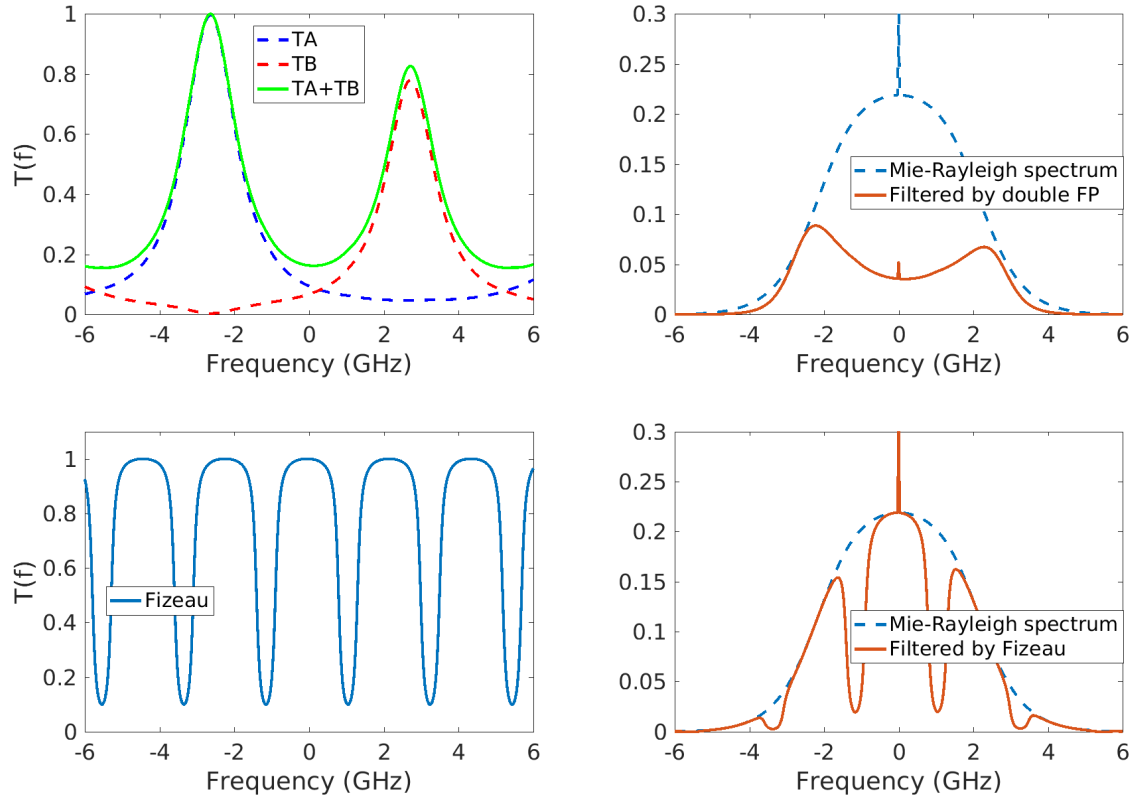 1
0.8
0.6
0.4
0.2
0
T(f)
TA
TB
TA+TB
-6 -4 -2 0 2 4 6
Frequency (GHz)
0.3
0.25
0.2
0.15
0.1
0.05
0
Mie-Rayleigh spectrum
Filtered by double FP
-6 -4 -2 0 2 4 6
Frequency (GHz)
1
0.8
0.6
0.4
0.2
0
T(f)
Fizeau
-6 -4 -2 0 2 4 6
Frequency (GHz)
0.3
0.25
0.2
0.15
0.1
0.05
0
Mie-Rayleigh spectrum
Filtered by Fizeau
-6 -4 -2 0 2 4 6
Frequency (GHz)